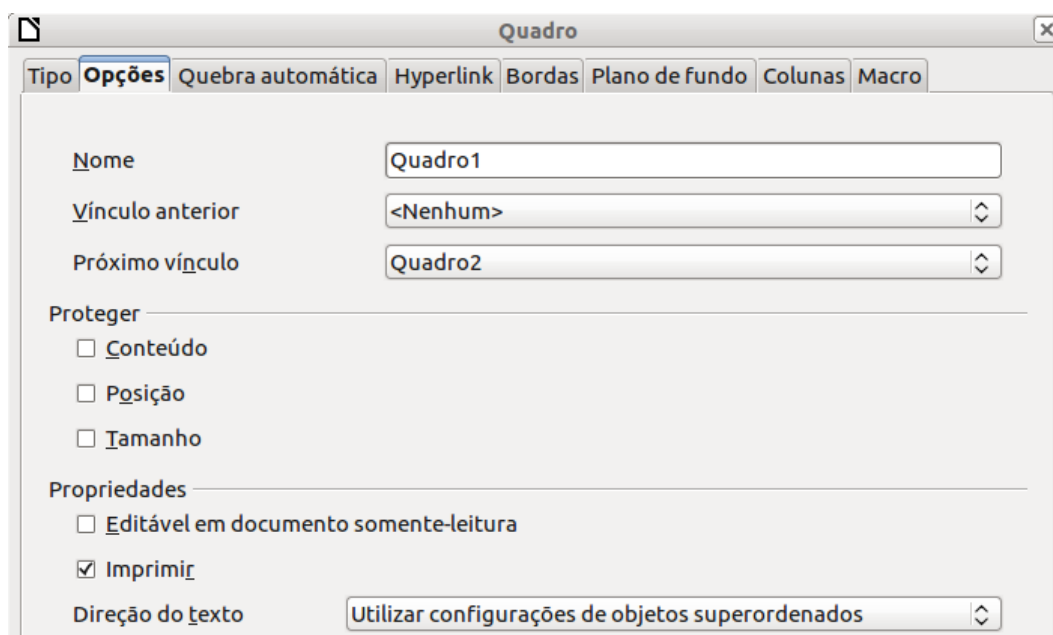 Quadro
Tipo Opções Quebra automática Hyperlink Bordas Plano de fundo Colunas Macro
Nome Quadro1
Vínculo anterior <Nenhum>
Próximo vínculo Quadro2
Proteger
Conteúdo
Posição
Tamanho
Propriedades
Editável em documento somente-leitura
Imprimir
Direção do texto Utilizar configurações de objetos superordenados